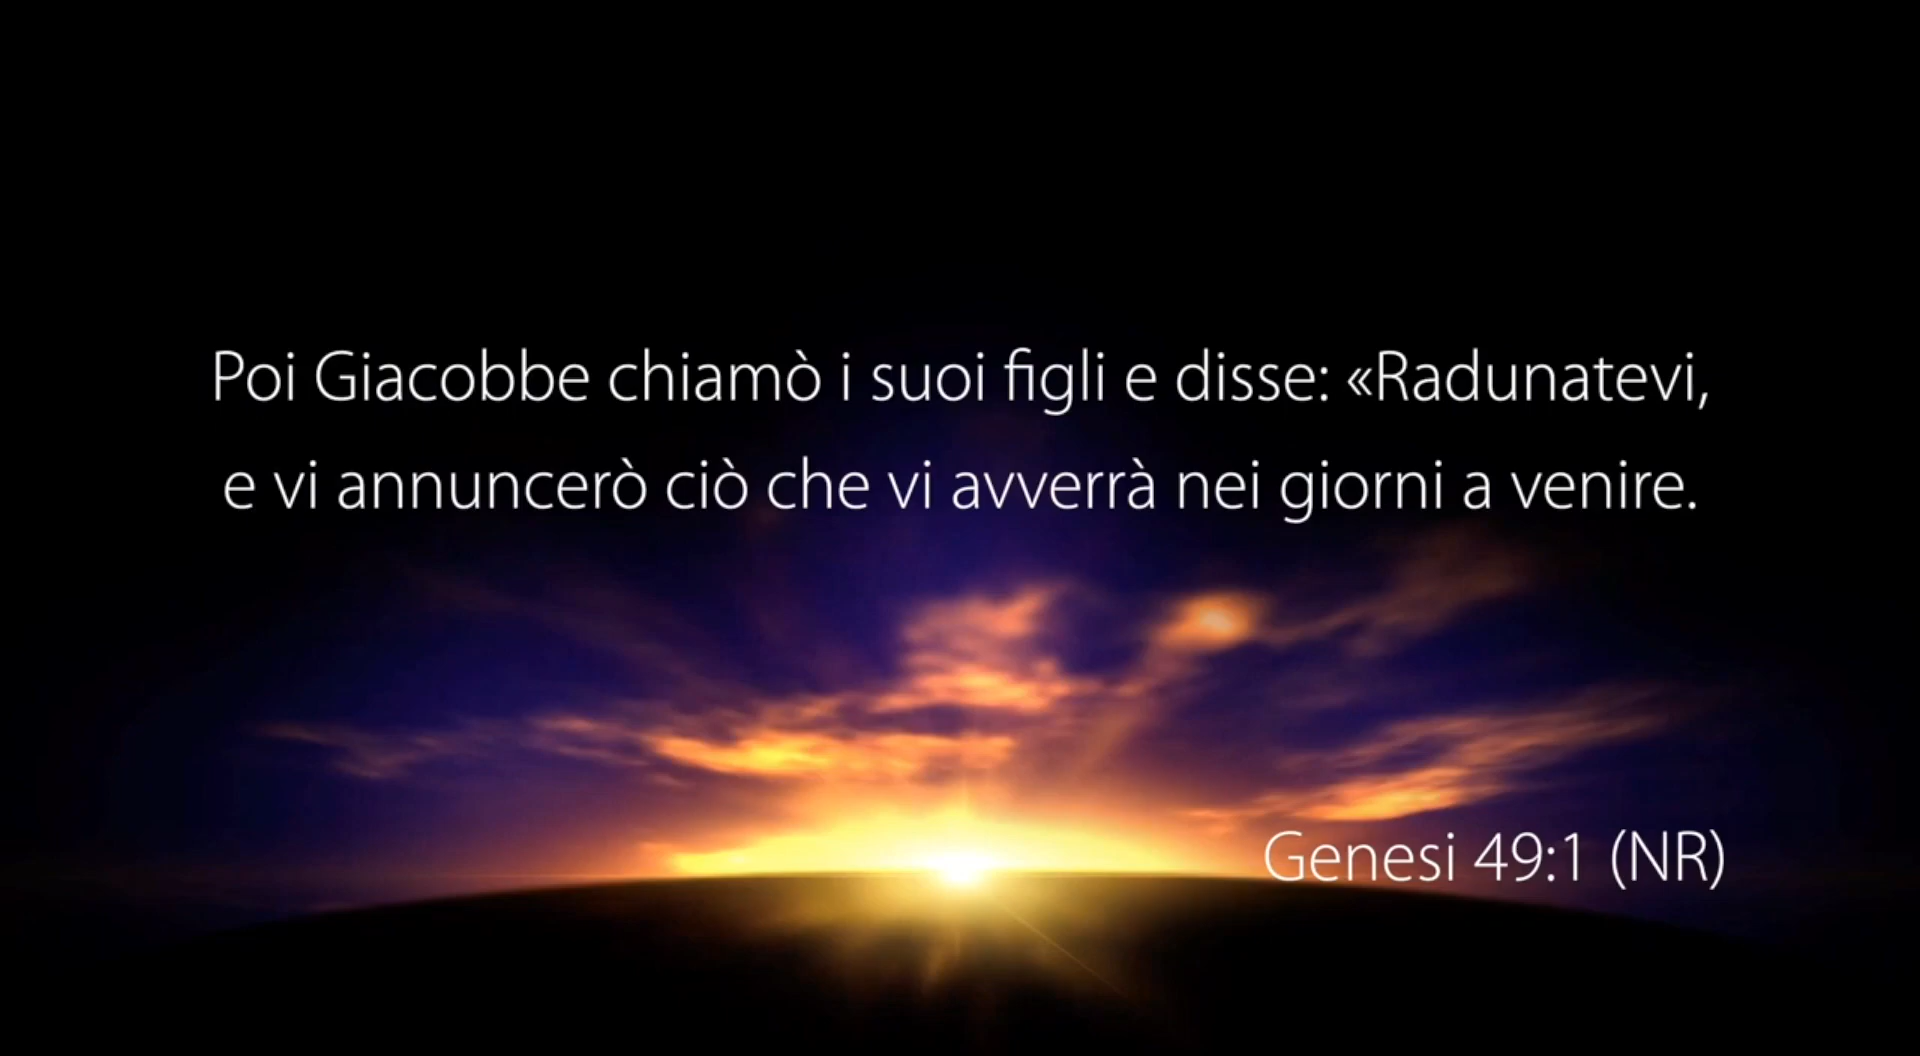 Poi Giacobbe chiamò i suoi figli e disse: «Radunatevi,
e vi annuncerò ciò che vi avverrà nei giorni a venire.
Genesi 49:1 (NR)